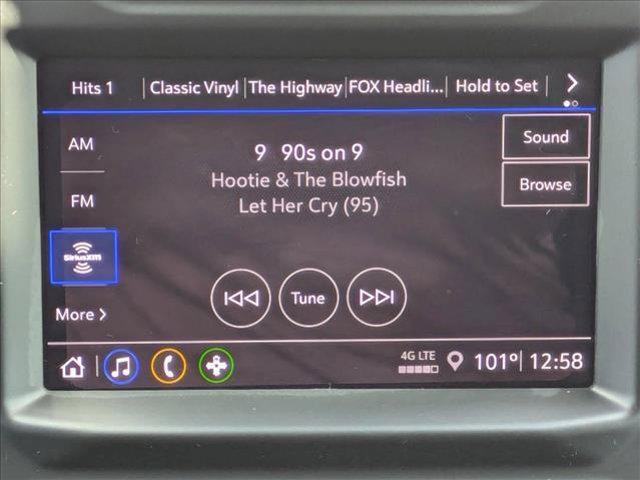 Hits 1 Classic Vinyl The Highway FOX Headli... Hold to Set
AM
9 90s on 9
Sound
Hootie & The Blowfish
Browse
FM
Let Her Cry (95)
SiriusXM
Tune
More
4G LTE
101° 12:58